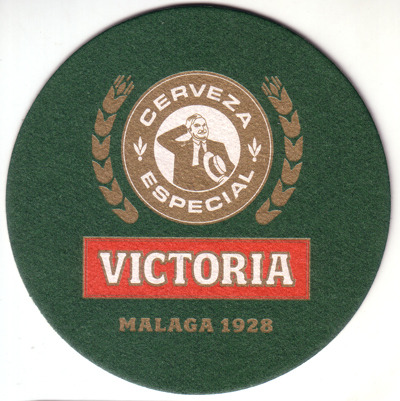 CERVEZA
ESPECIAL
VICTORIA
MALAGA 1928